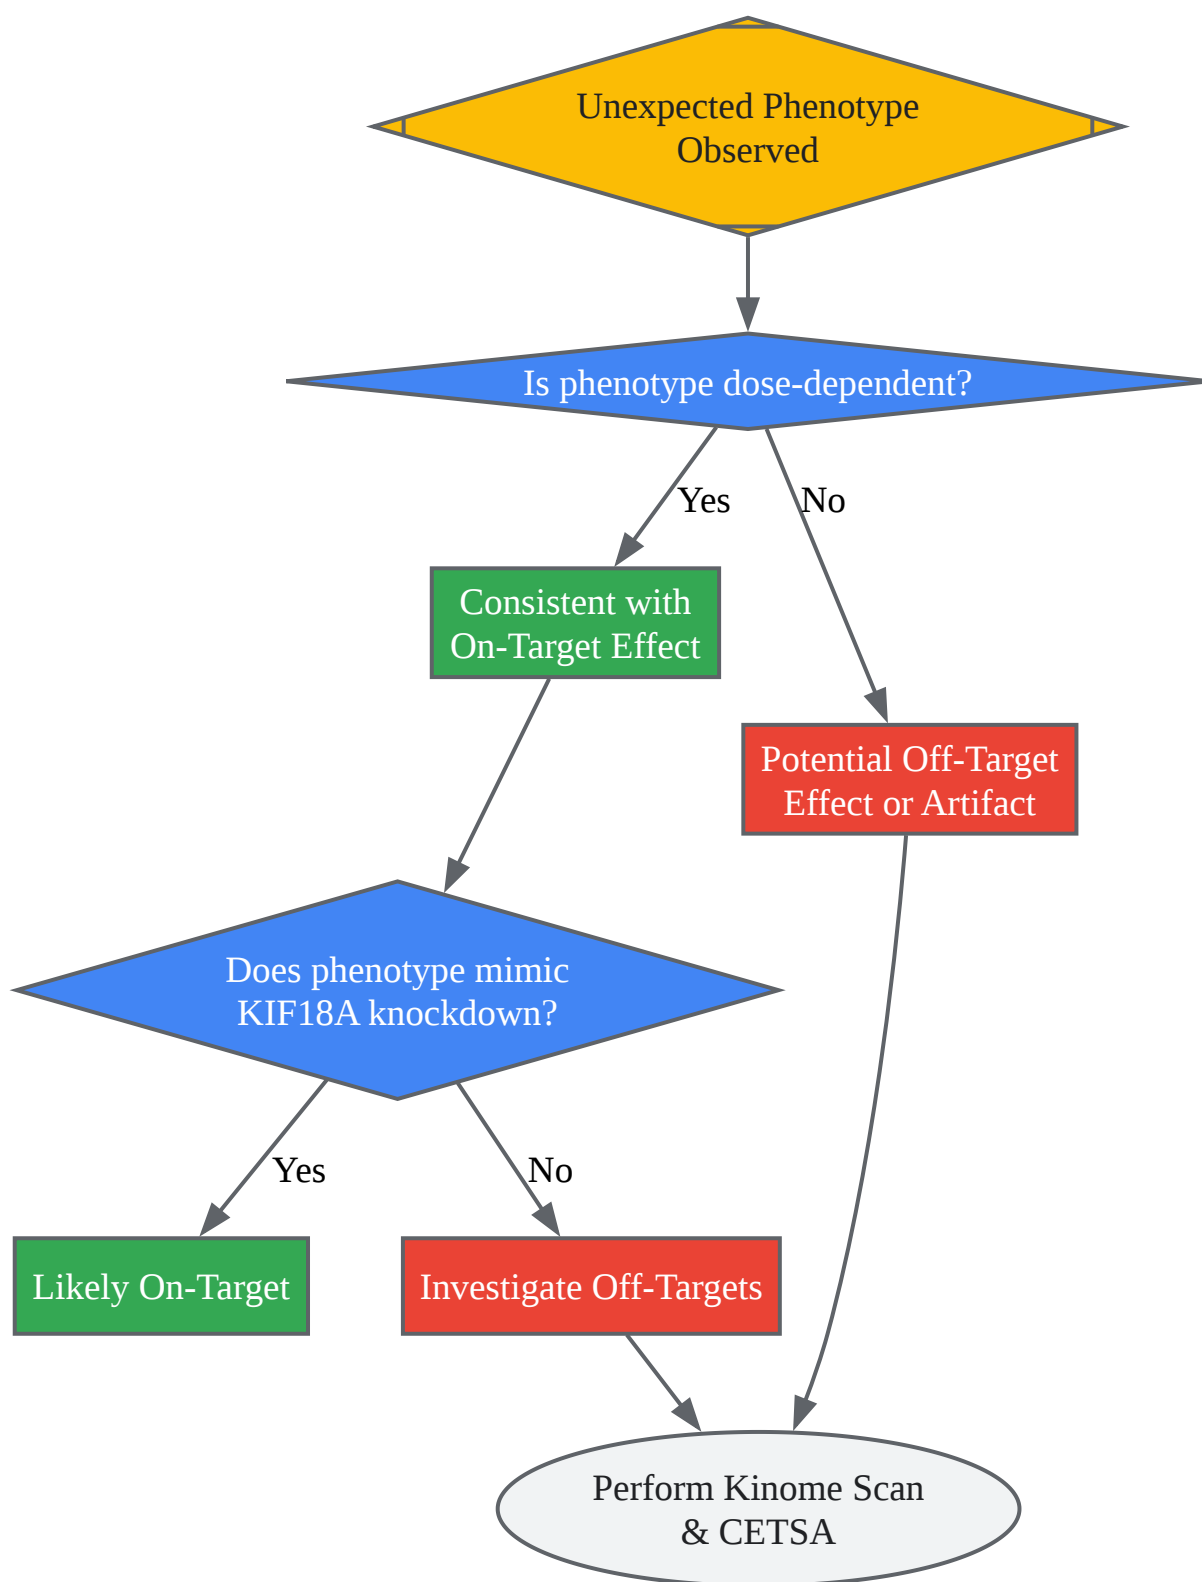 Unexpected Phenotype
Observed
Is phenotype dose-dependent?
Yes
No
Consistent with
On-Target Effect
Potential Off-Target
Effect or Artifact
Does phenotype mimic
KIF18A knockdown?
Yes
No
Likely On-Target
Investigate Off-Targets
Perform Kinome Scan
& CETSA